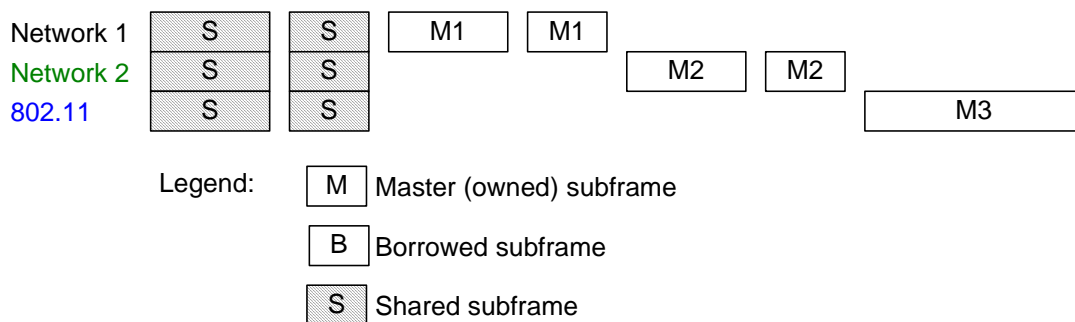 Network 1 S S M1 M1
Network 2 S S M2 M2
802.11 S S M3
Legend: M Master (owned) subframe
B Borrowed subframe
S Shared subframe